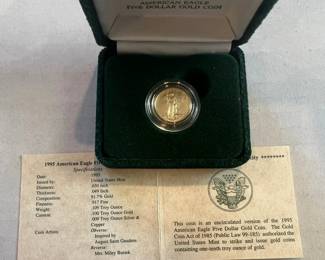 AMERICAN EAGLE
FIVE DOLLAR GOLD COIN
1995 American Eagle Five
Specifications
Date: 1995
Issued by: United States Mint
Diameter: .650 inch
Thickness: .049 inch
Composition: 91.7% Gold
Fineness: .917 Fine
Weight: .109 Troy Ounce
Content: .100 Troy Ounce Gold
.009 Troy Ounce Silver &
Copper
Coin Artists: Obverse:
Inspired by
August Saint Gaudens
Reverse:
Mrs. Miley Busiek
This coin is an uncirculated version of the 1995
American Eagle Five Dollar Gold Coin. The Gold
Coin Act of 1985 (Public Law 99-185) authorized the
United States Mint to strike and issue gold coins
containing one-tenth troy ounce of gold.